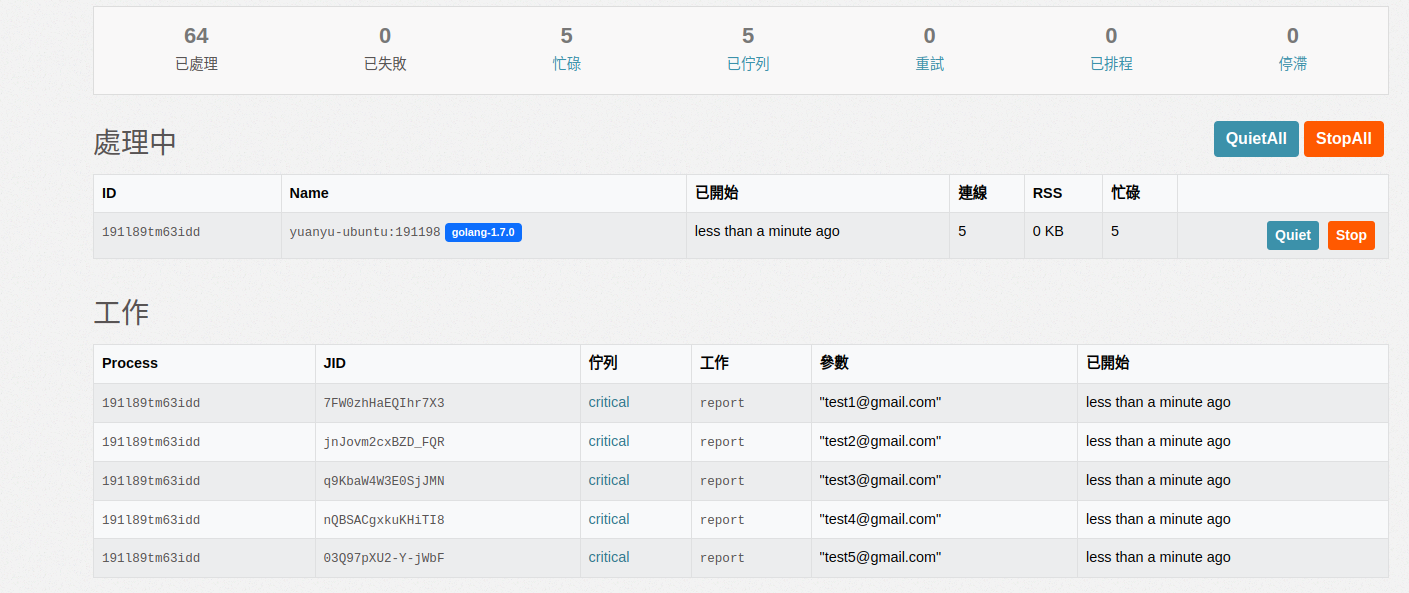 64 0 5 5 0 0 0
已處理 已失敗 忙碌 已佇列 重試 已排程 停滯
處理中 QuietAll StopAll
ID Name 已開始 連線 RSS 忙碌
191l89tm63idd yuanyu-ubuntu:191198 golang-1.7.0 less than a minute ago 5 0 KB 5 Quiet Stop
工作
Process JID 佇列 工作 參數 已開始
191l89tm63idd 7FW0zhHaEQIhr7X3 critical report "test1@gmail.com" less than a minute ago
191l89tm63idd jnJovm2cxBZD_FQR critical report "test2@gmail.com" less than a minute ago
191l89tm63idd q9KbaW4W3E0SjJMN critical report "test3@gmail.com" less than a minute ago
191l89tm63idd nQBSACgxkuKHiTI8 critical report "test4@gmail.com" less than a minute ago
191l89tm63idd 03Q97pXU2-Y-jWbF critical report "test5@gmail.com" less than a minute ago